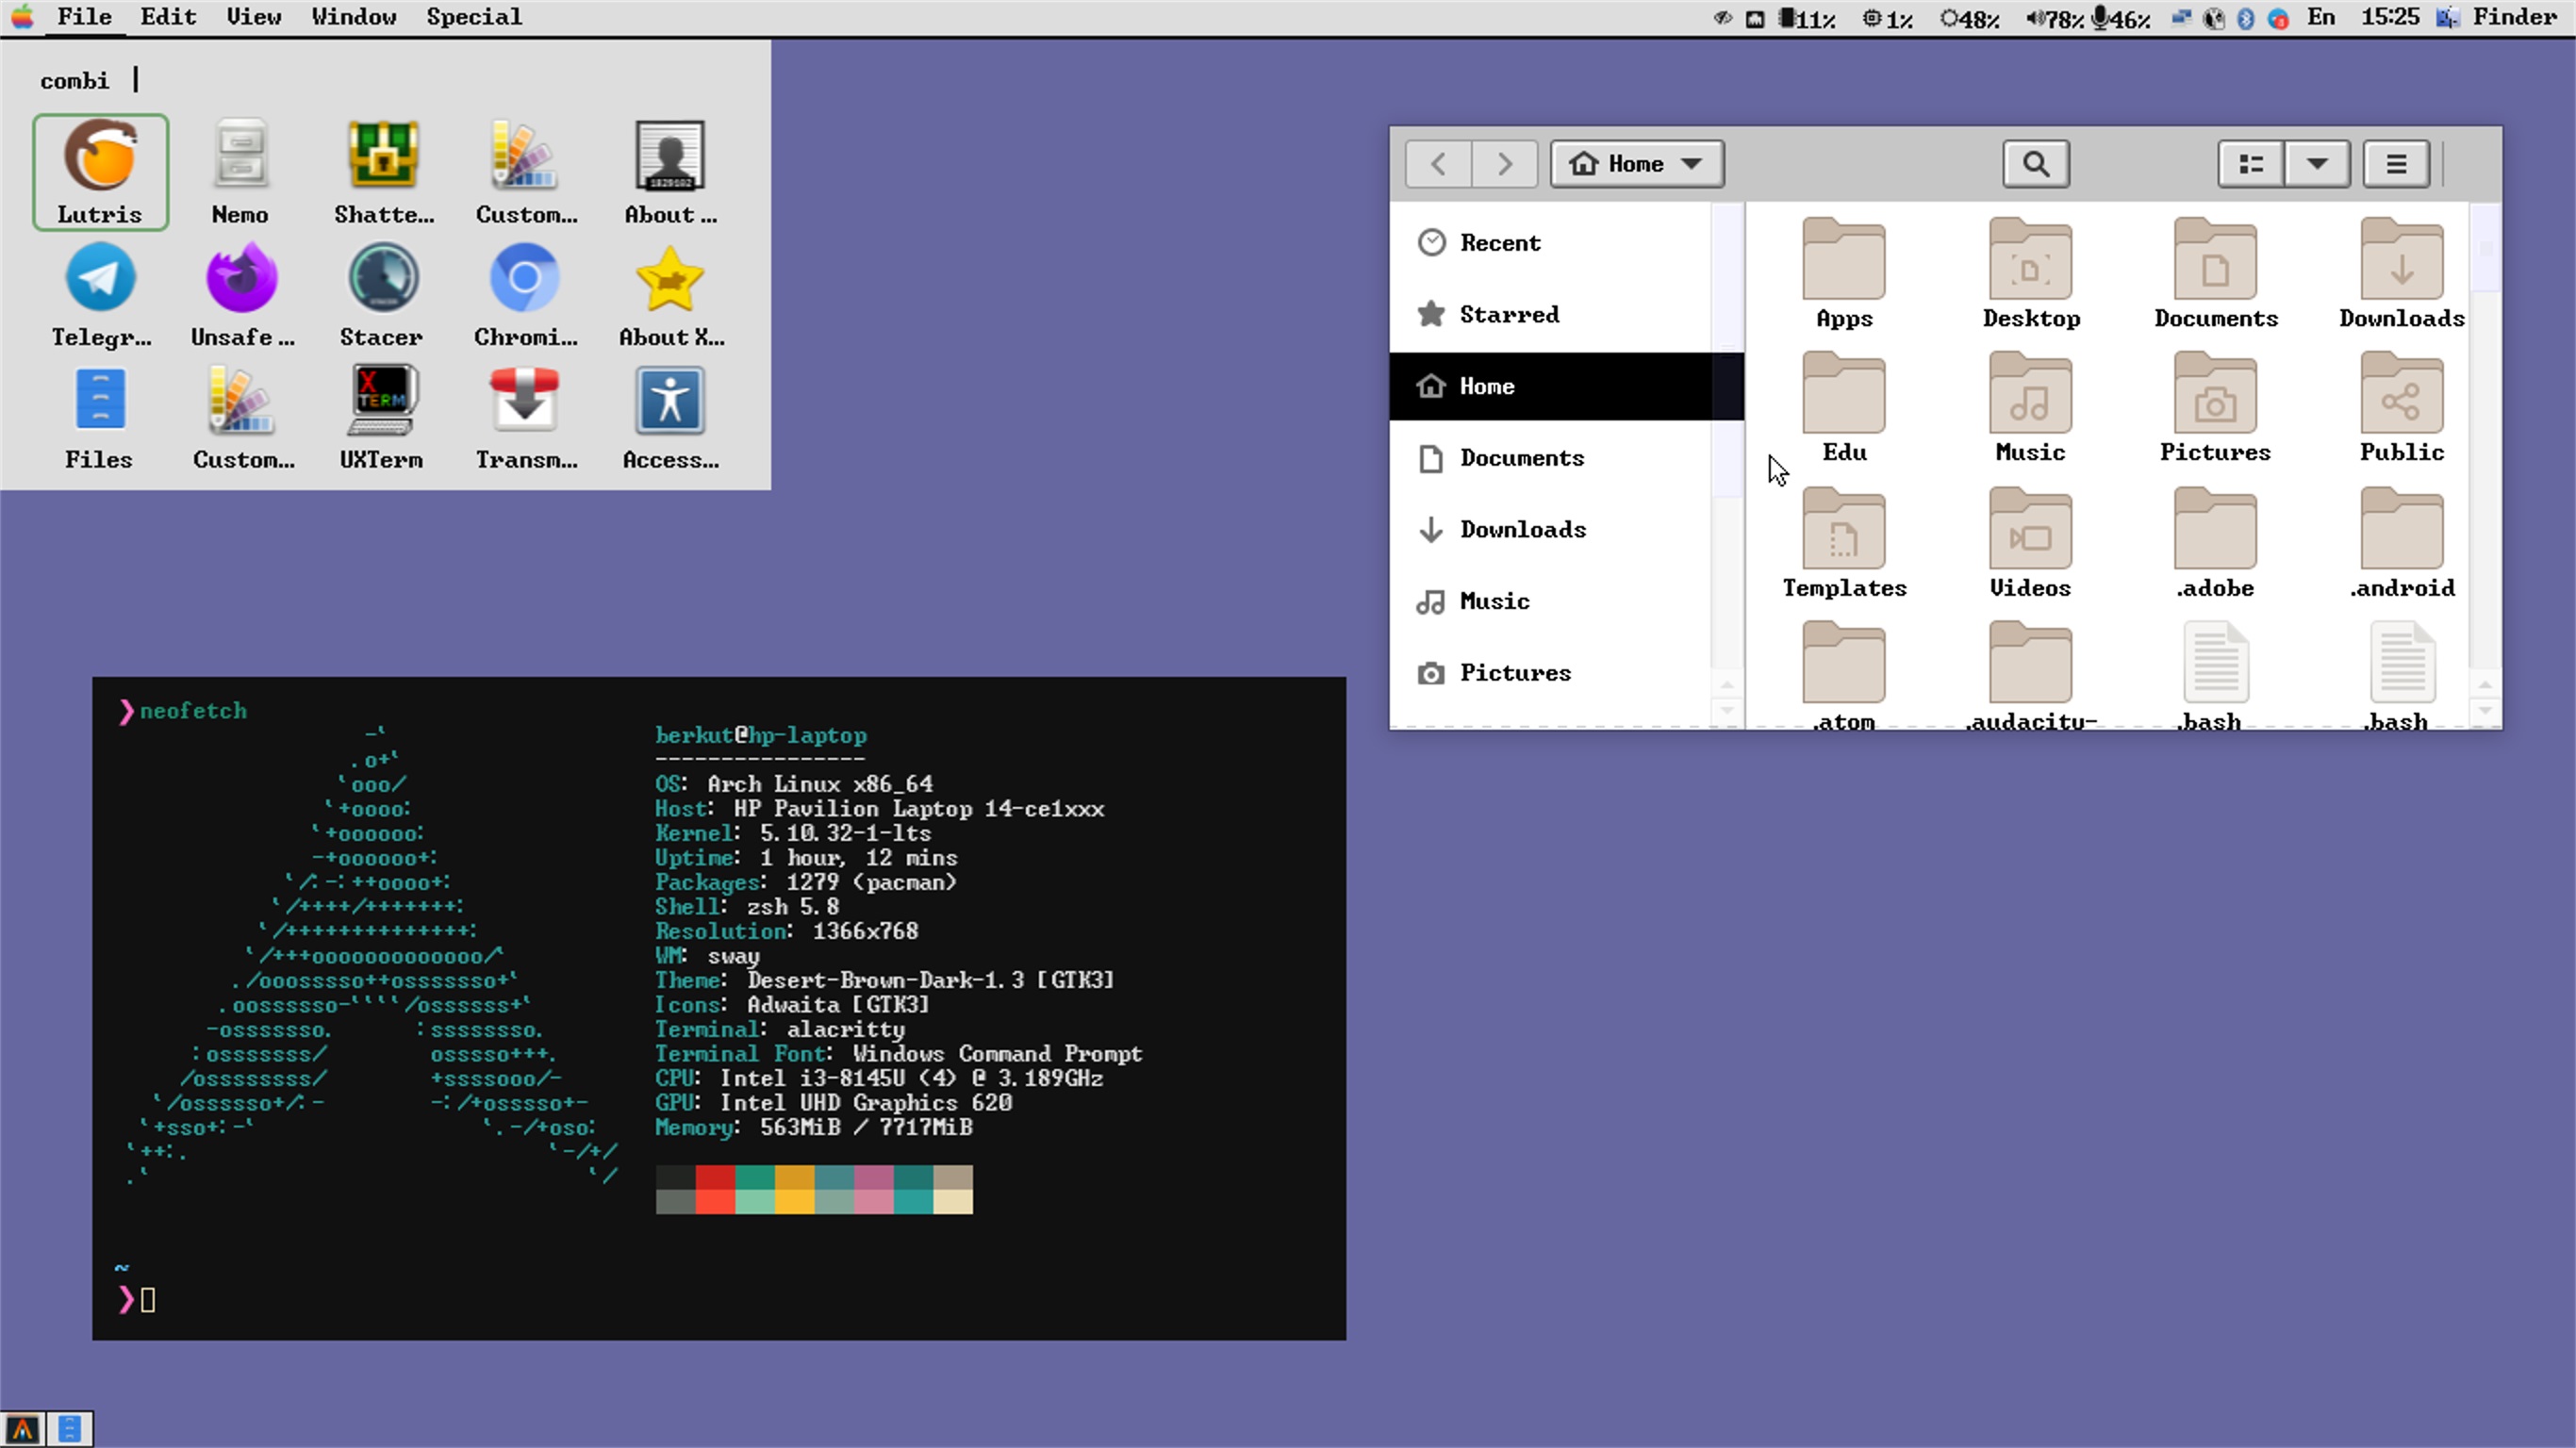 File Edit View Window Special
11% 1% 48% 78% 46% En 15:25 Finder
combi
Lutris Nemo Shatte... Custom... About ...
Telegr... Unsafe ... Stacer Chromi... About X...
Files Custom... UXTerm Transm... Access...
Home
Recent
Starred
Home
Documents
Downloads
Music
Pictures
Apps Desktop Documents Downloads
Edu Music Pictures Public
Templates Videos .adobe .android
.atom .audacity- .bash .bash
❯neofetch
berkut@hp-laptop
----------------
OS: Arch Linux x86_64
Host: HP Pavilion Laptop 14-ce1xxx
Kernel: 5.10.32-1-lts
Uptime: 1 hour, 12 mins
Packages: 1279 (pacman)
Shell: zsh 5.8
Resolution: 1366x768
WM: sway
Theme: Desert-Brown-Dark-1.3 [GTK3]
Icons: Adwaita [GTK3]
Terminal: alacritty
Terminal Font: Windows Command Prompt
CPU: Intel i3-8145U (4) @ 3.189GHz
GPU: Intel UHD Graphics 620
Memory: 563MiB / 7717MiB
~
❯